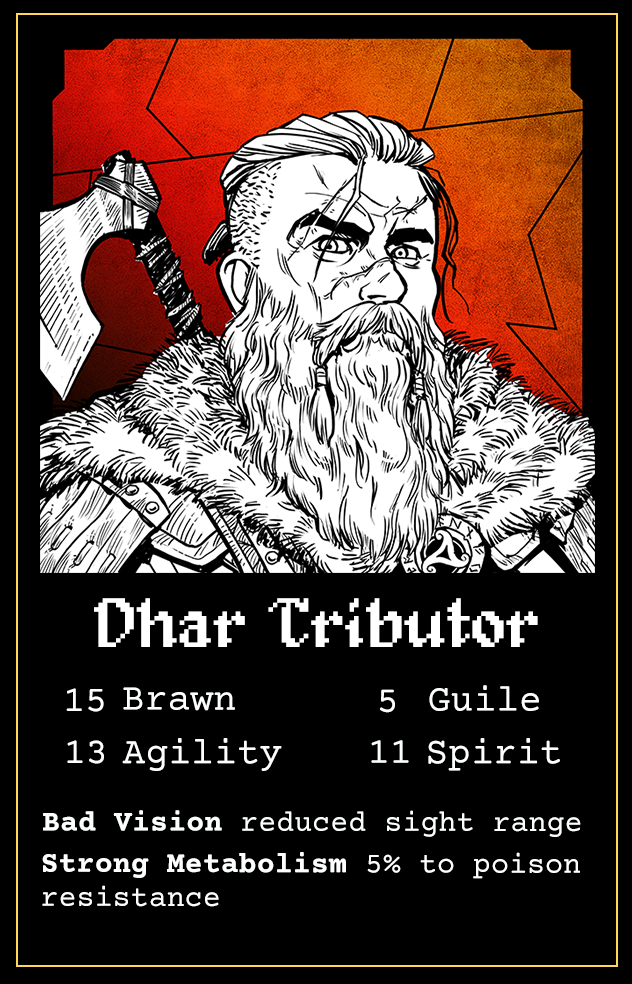 Dhar Tributor
15 Brawn 5 Guile
13 Agility 11 Spirit
Bad Vision reduced sight range
Strong Metabolism 5% to poison
resistance